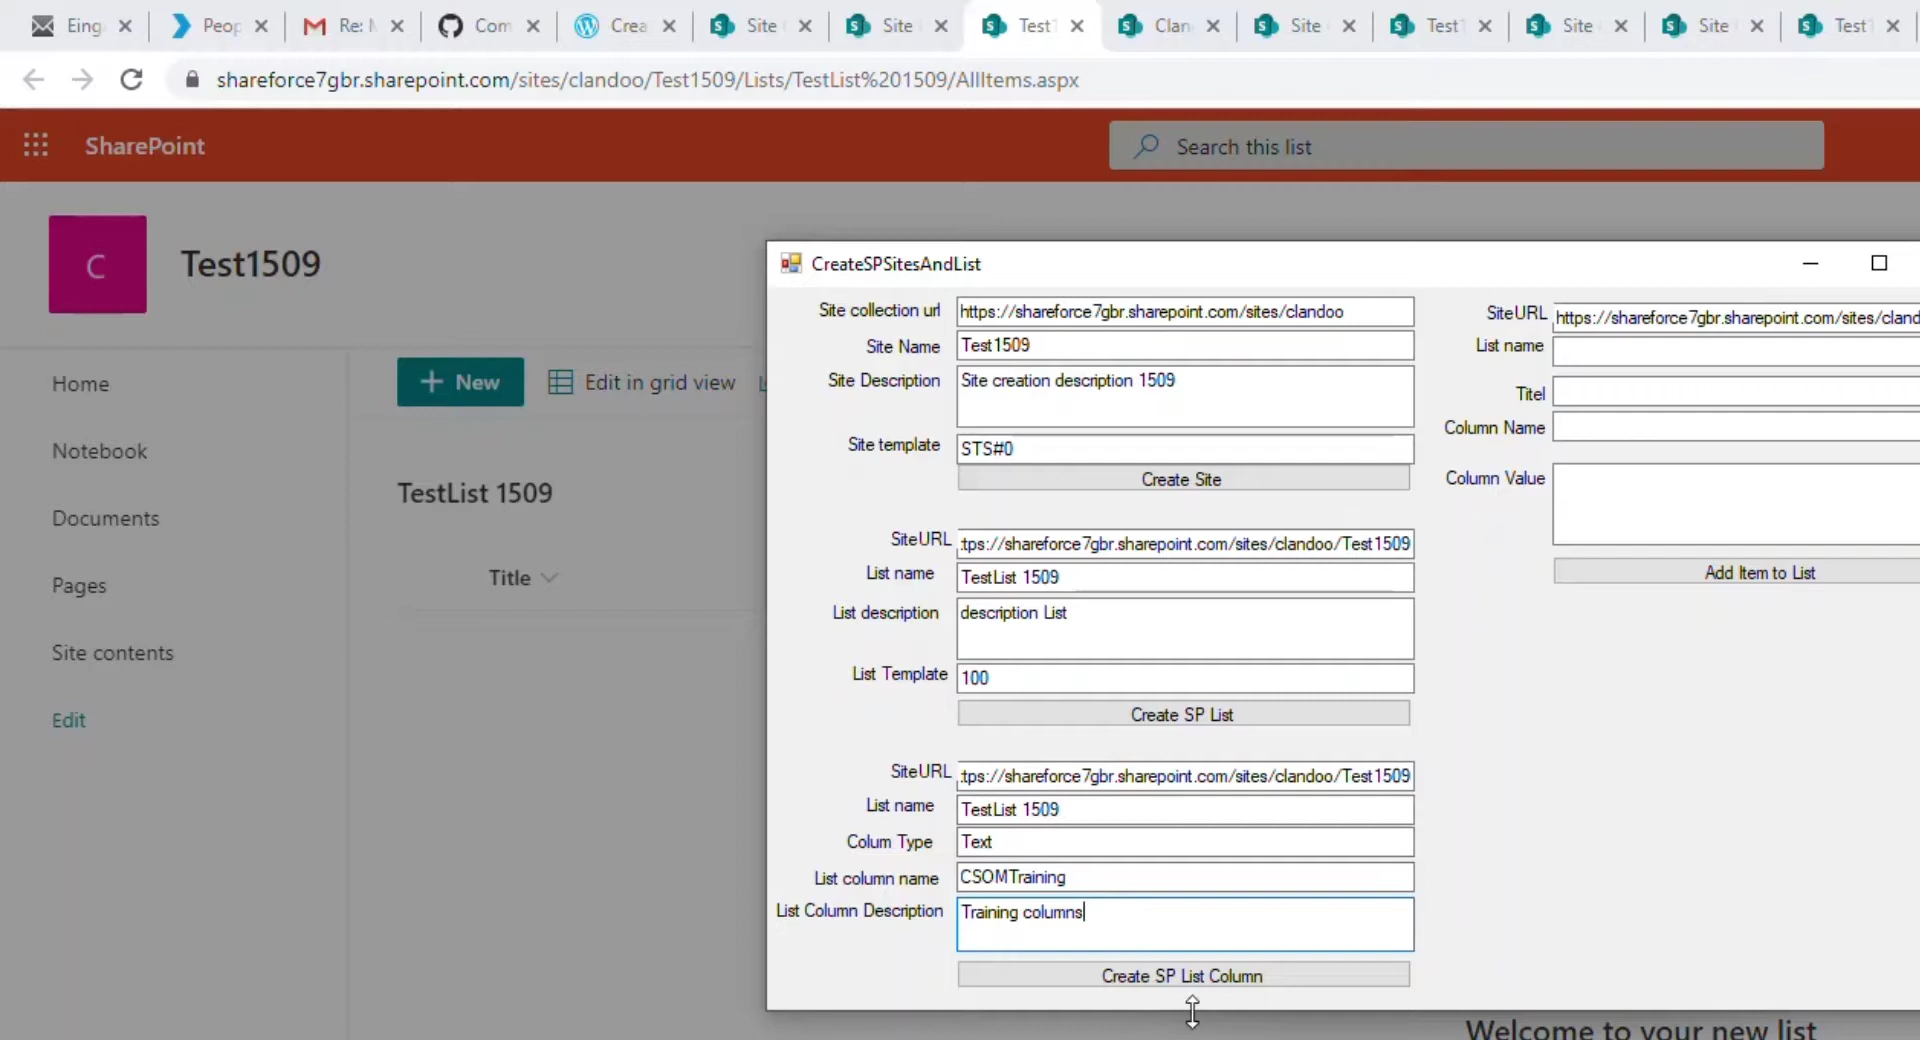 Eing
Peop
Re: M
Com
Crea
Site
Site
Test
Clan
Site
Test
Site
Site
Test
shareforce7gbr.sharepoint.com/sites/clandoo/Test1509/Lists/TestList%201509/AllItems.aspx
SharePoint
Search this list
C
Test1509
Home
Notebook
Documents
Pages
Site contents
Edit
+ New
Edit in grid view
TestList 1509
Title
CreateSPSitesAndList
Site collection url
https://shareforce7gbr.sharepoint.com/sites/clandoo
Site Name
Test1509
Site Description
Site creation description 1509
Site template
STS#0
Create Site
SiteURL
tps://shareforce7gbr.sharepoint.com/sites/clandoo/Test1509
List name
TestList 1509
List description
description List
List Template
100
Create SP List
SiteURL
tps://shareforce7gbr.sharepoint.com/sites/clandoo/Test1509
List name
TestList 1509
Colum Type
Text
List column name
CSOMTraining
List Column Description
Training columns
Create SP List Column
SiteURL
https://shareforce7gbr.sharepoint.com/sites/cland
List name
Titel
Column Name
Column Value
Add Item to List
Welcome to your new list